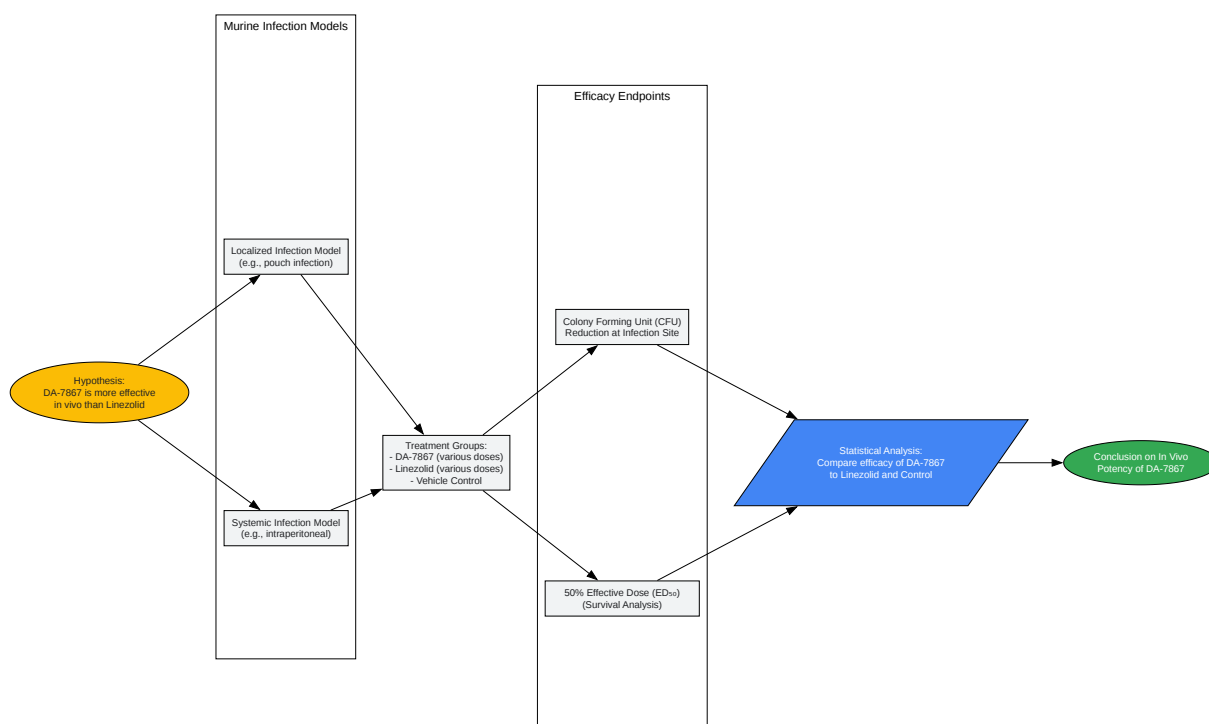 Murine Infection Models
Efficacy Endpoints
Localized Infection Model
(e.g., pouch infection)
Colony Forming Unit (CFU)
Reduction at Infection Site
Hypothesis:
DA-7867 is more effective
in vivo than Linezolid
Treatment Groups:
- DA-7867 (various doses)
- Linezolid (various doses)
- Vehicle Control
Statistical Analysis:
Compare efficacy of DA-7867
to Linezolid and Control
Conclusion on In Vivo
Potency of DA-7867
Systemic Infection Model
(e.g., intraperitoneal)
50% Effective Dose (ED₅₀)
(Survival Analysis)